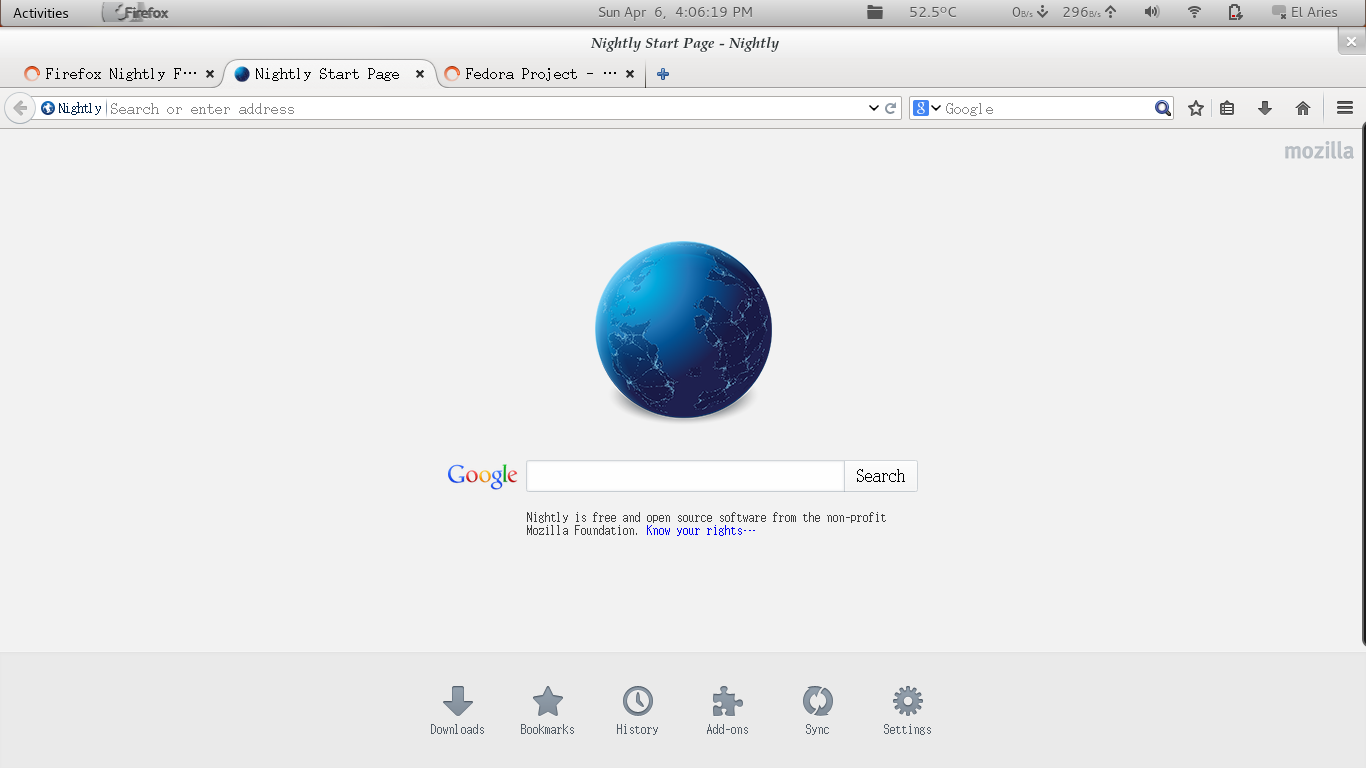 Activities Firefox Sun Apr 6, 4:06:19 PM 52.5°C 0B/s 296B/s El Aries
Nightly Start Page - Nightly
Firefox Nightly F… Nightly Start Page Fedora Project - …
Nightly Search or enter address 8 Google
mozilla
Google Search
Nightly is free and open source software from the non-profit
Mozilla Foundation. Know your rights…
Downloads Bookmarks History Add-ons Sync Settings